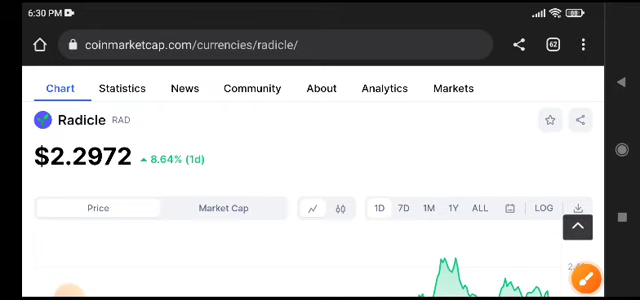 6:30 PM
coinmarketcap.com/currencies/radicle/
62
Chart Statistics News Community About Analytics Markets
Radicle RAD
$2.2972 8.64% (1d)
Price Market Cap 1D 7D 1M 1Y ALL LOG